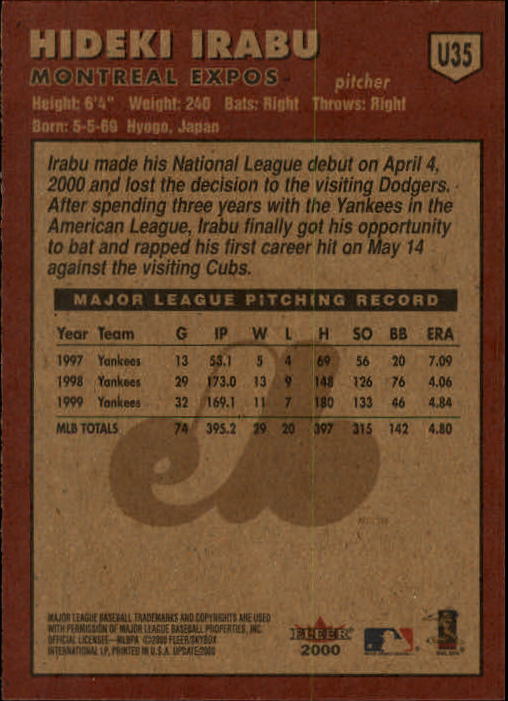 HIDEKI IRABU
U35
MONTREAL EXPOS
pitcher
Height: 6'4" Weight: 240 Bats: Right Throws: Right
Born: 5-5-69 Hyogo, Japan
Irabu made his National League debut on April 4,
2000 and lost the decision to the visiting Dodgers.
After spending three years with the Yankees in the
American League, Irabu finally got his opportunity
to bat and rapped his first career hit on May 14
against the visiting Cubs.
MAJOR LEAGUE PITCHING RECORD
Year Team G IP W L H SO BB ERA
1997 Yankees 13 53.1 5 4 69 56 20 7.09
1998 Yankees 29 173.0 13 9 148 126 76 4.06
1999 Yankees 32 169.1 11 7 180 133 46 4.84
MLB TOTALS 74 395.2 29 20 397 315 142 4.80
MAJOR LEAGUE BASEBALL TRADEMARKS AND COPYRIGHTS ARE USED
WITH PERMISSION OF MAJOR LEAGUE BASEBALL PROPERTIES, INC.
OFFICIAL LICENSEE—MLBPA ©2000 FLEER/SKYBOX
INTERNATIONAL LP, PRINTED IN U.S.A. UPDATE/2000
FLEER
2000